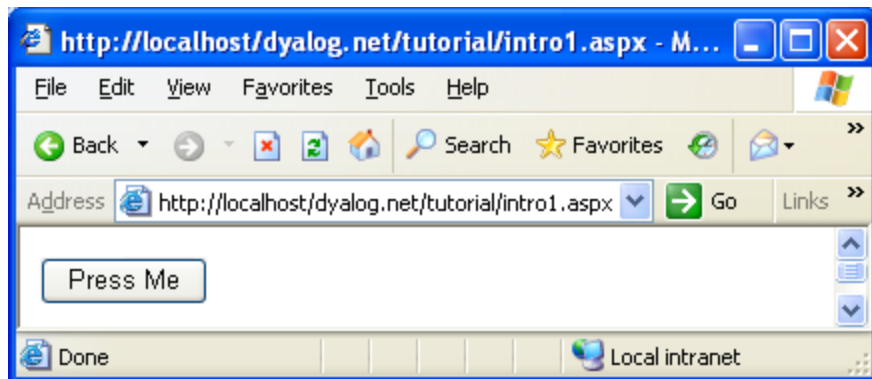 http://localhost/dyalog.net/tutorial/intro1.aspx - M...
File Edit View Favorites Tools Help
Back Search Favorites »
Address http://localhost/dyalog.net/tutorial/intro1.aspx Go Links »
Press Me
Done Local intranet